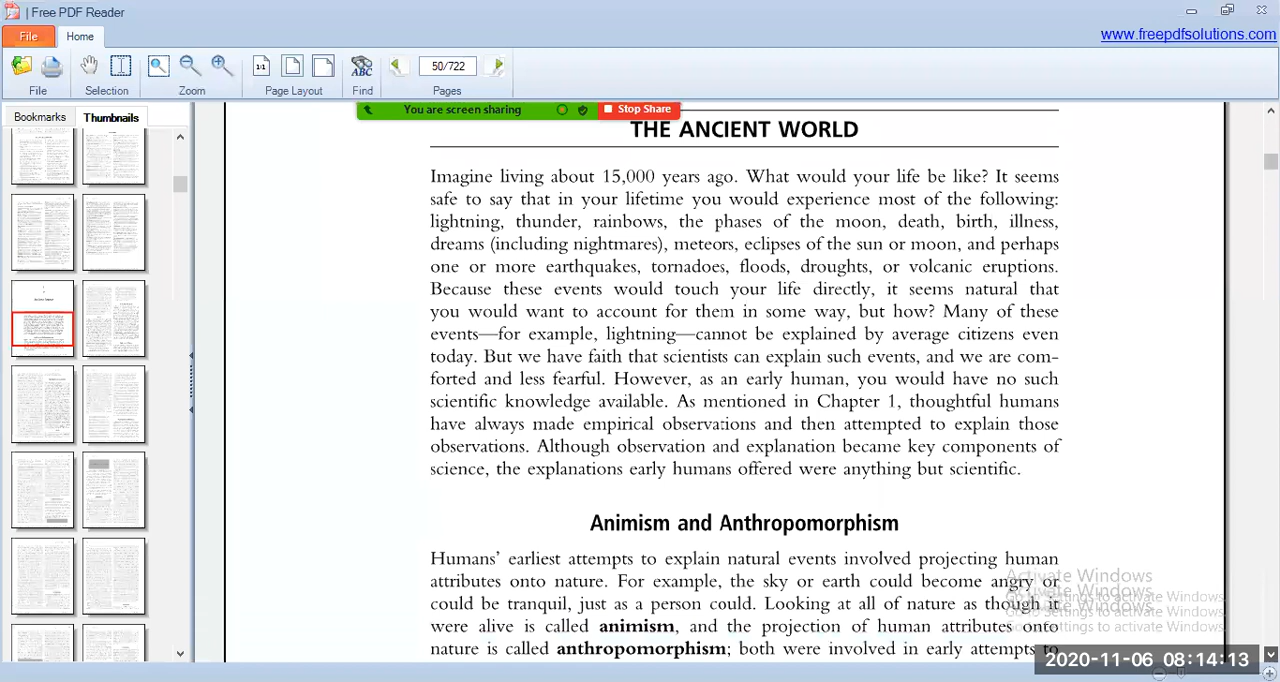 | Free PDF Reader
File
Home
www.freepdfsolutions.com
1:1
ABC
50/722
File
Selection
Zoom
Page Layout
Find
Pages
Bookmarks
Thumbnails
You are screen sharing
Stop Share
THE ANCIENT WORLD
Imagine living about 15,000 years ago. What would your life be like? It seems
safe to say that in your lifetime you would experience most of the following:
lightning, thunder, rainbows, the phases of the moon, death, birth, illness,
dreams (including nightmares), meteors, eclipses of the sun or moon, and perhaps
one or more earthquakes, tornadoes, floods, droughts, or volcanic eruptions.
Because these events would touch your life directly, it seems natural that
you would want to account for them in some way, but how? Many of these
events—for example, lightning—cannot be explained by average citizens even
today. But we have faith that scientists can explain such events, and we are com-
forted and less fearful. However, as an early human, you would have no such
scientific knowledge available. As mentioned in Chapter 1, thoughtful humans
have always made empirical observations and then attempted to explain those
observations. Although observation and explanation became key components of
science, the explanations early humans offered were anything but scientific.
Animism and Anthropomorphism
Humans' earliest attempts to explain natural events involved projecting human
attributes onto nature. For example, the sky or earth could become angry or
could be tranquil, just as a person could. Looking at all of nature as though it
were alive is called animism, and the projection of human attributes onto
nature is called anthropomorphism; both were involved in early attempts to
Activate Windows
Go to Settings to activate Windows.
2020-11-06 08:14:13